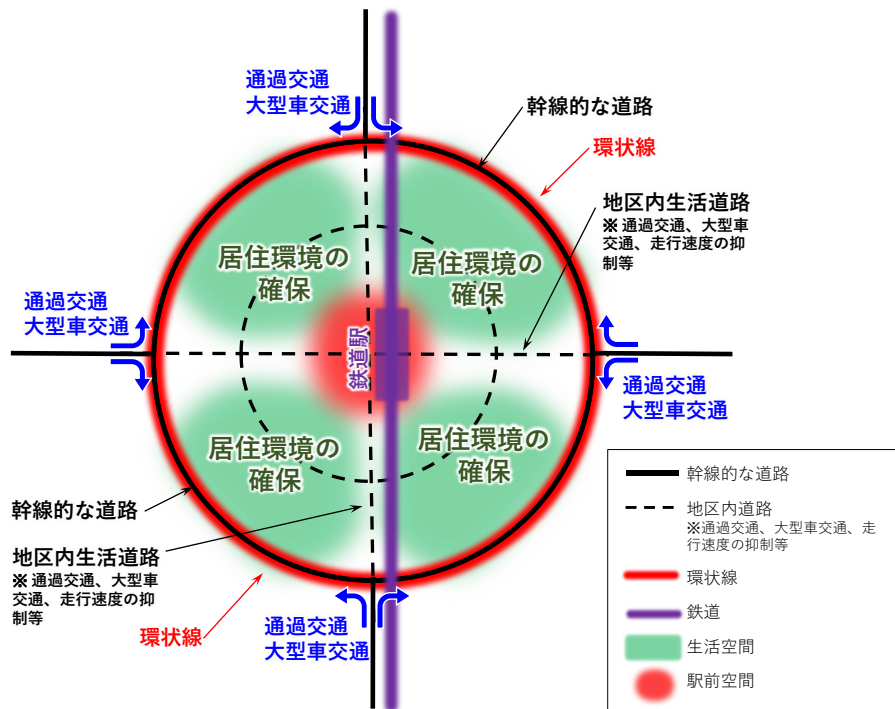 通過交通
大型車交通
幹線的な道路
環状線
地区内生活道路
※ 通過交通、大型車
交通、走行速度の抑
制等
居住環境の
確保
居住環境の
確保
通過交通
大型車交通
鉄道駅
通過交通
大型車交通
居住環境の
確保
居住環境の
確保
幹線的な道路
地区内生活道路
※ 通過交通、大型車
交通、走行速度の抑
制等
環状線
通過交通
大型車交通
幹線的な道路
地区内道路
※通過交通、大型車交通、走
行速度の抑制等
環状線
鉄道
生活空間
駅前空間